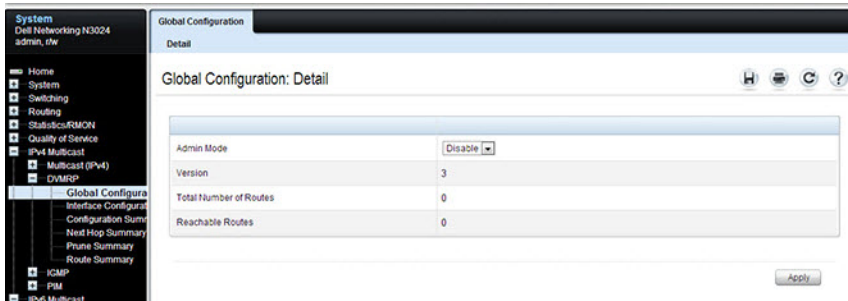 System
Dell Networking N3024
admin, r/w
Home
System
Switching
Routing
Statistics/RMON
Quality of Service
IPv4 Multicast
Multicast (IPv4)
DVMRP
Global Configura
Interface Configurat
Configuration Summ
Next Hop Summary
Prune Summary
Route Summary
IGMP
PIM
IPv6 Multicast
Global Configuration
Detail
Global Configuration: Detail
Admin Mode Disable
Version 3
Total Number of Routes 0
Reachable Routes 0
Apply